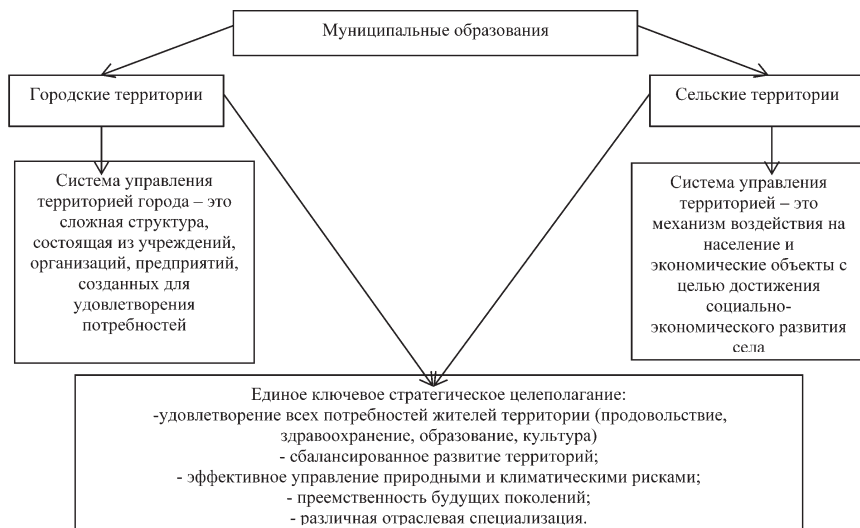 Муниципальные образования
Городские территории
Сельские территории
Система управления
территорией города – это
сложная структура,
состоящая из учреждений,
организаций, предприятий,
созданных для
удовлетворения
потребностей
Система управления
территорией – это
механизм воздействия на
население и
экономические объекты с
целью достижения
социально-
экономического развития
села
Единое ключевое стратегическое целеполагание:
-удовлетворение всех потребностей жителей территории (продовольствие,
здравоохранение, образование, культура)
- сбалансированное развитие территорий;
- эффективное управление природными и климатическими рисками;
- преемственность будущих поколений;
- различная отраслевая специализация.